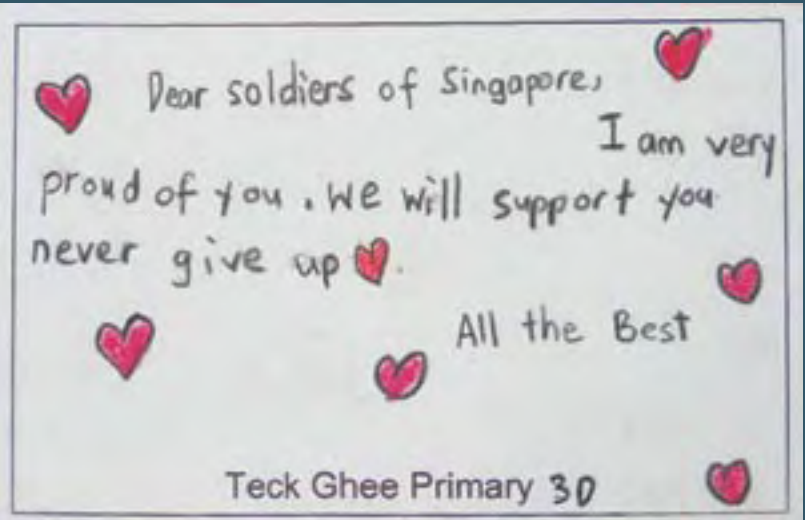 Dear soldiers of Singapore,
I am very
proud of you. We will support you
never give up.
All the Best
Teck Ghee Primary 3D